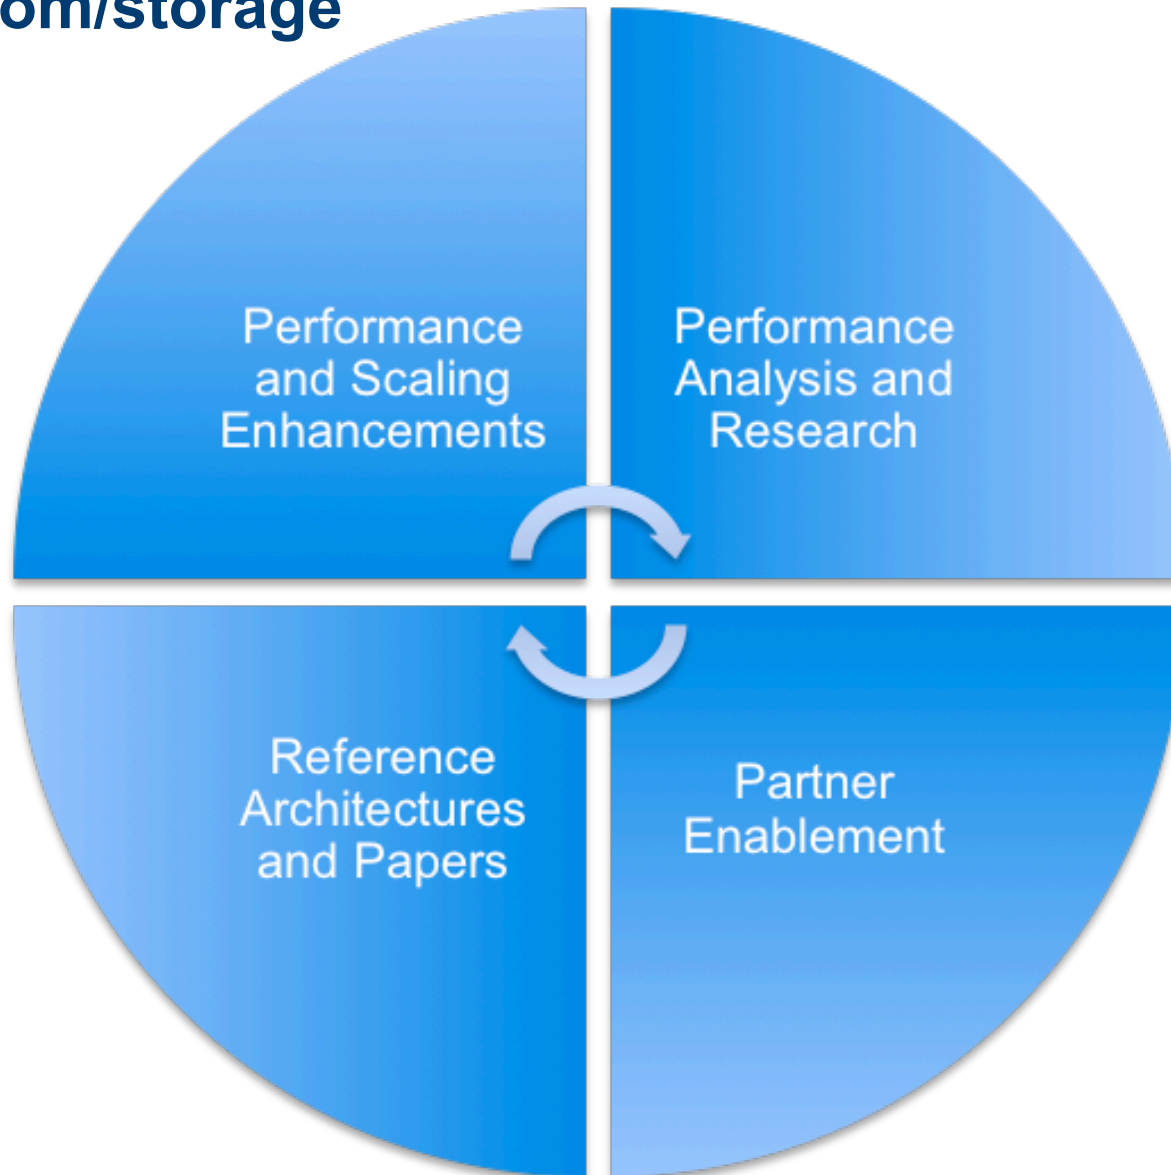 om/storage
Performance
and Scaling
Enhancements
Performance
Analysis and
Research
Reference
Architectures
and Papers
Partner
Enablement